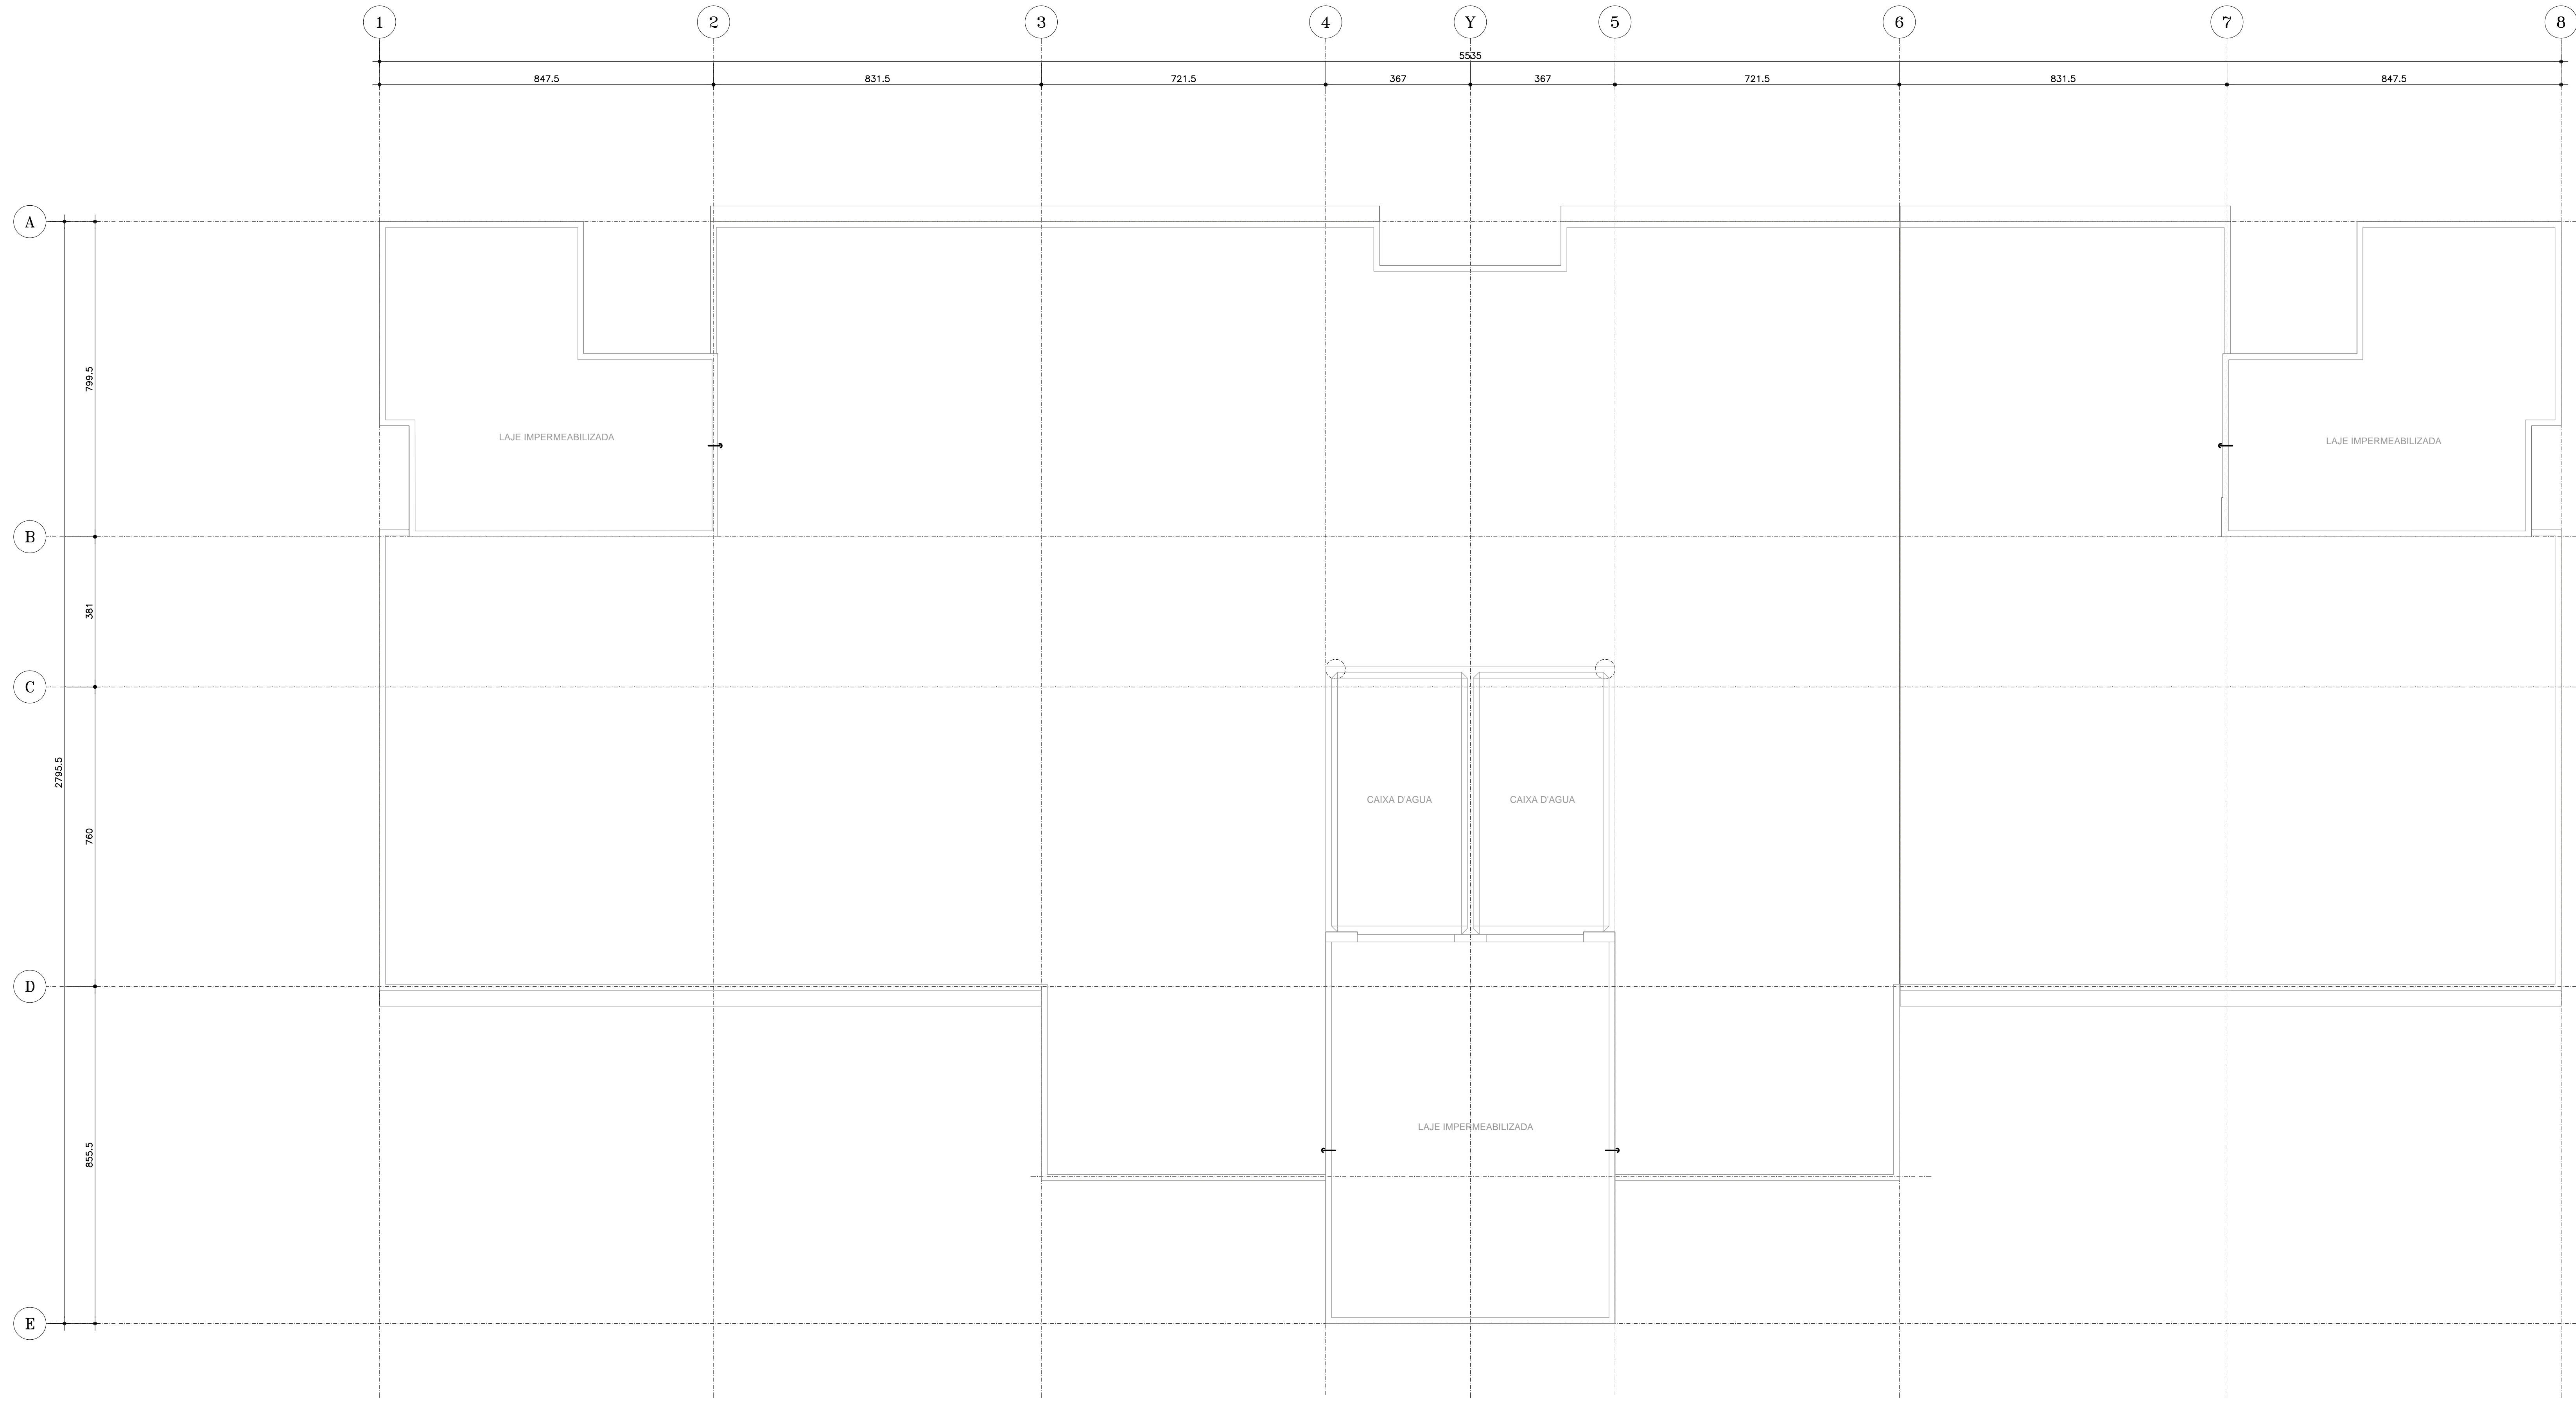 1 2 3 4 Y 5 6 7 8
5535
847.5 831.5 721.5 367 367 721.5 831.5 847.5
A
799.5
LAJE IMPERMEABILIZADA
LAJE IMPERMEABILIZADA
B
381
C
2795.5
CAIXA D'AGUA CAIXA D'AGUA
760
D
LAJE IMPERMEABILIZADA
855.5
E